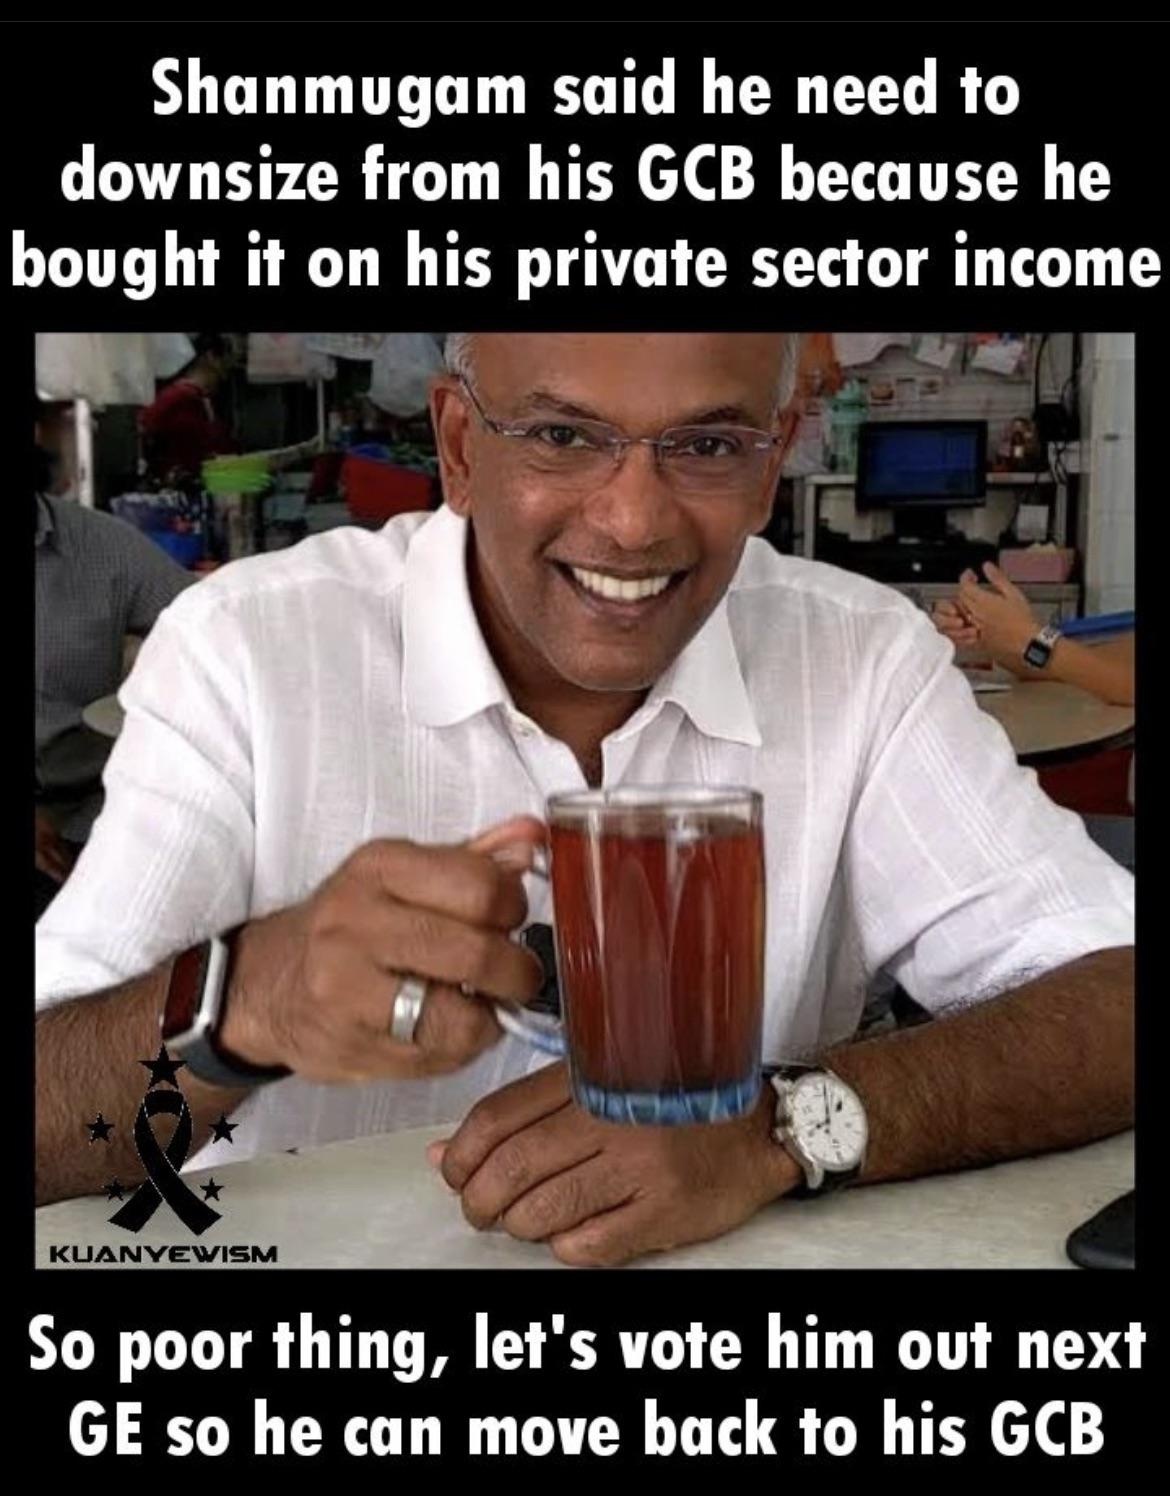 Shanmugam said he need to
downsize from his GCB because he
bought it on his private sector income
KUANYEWISM
So poor thing, let's vote him out next
GE so he can move back to his GCB